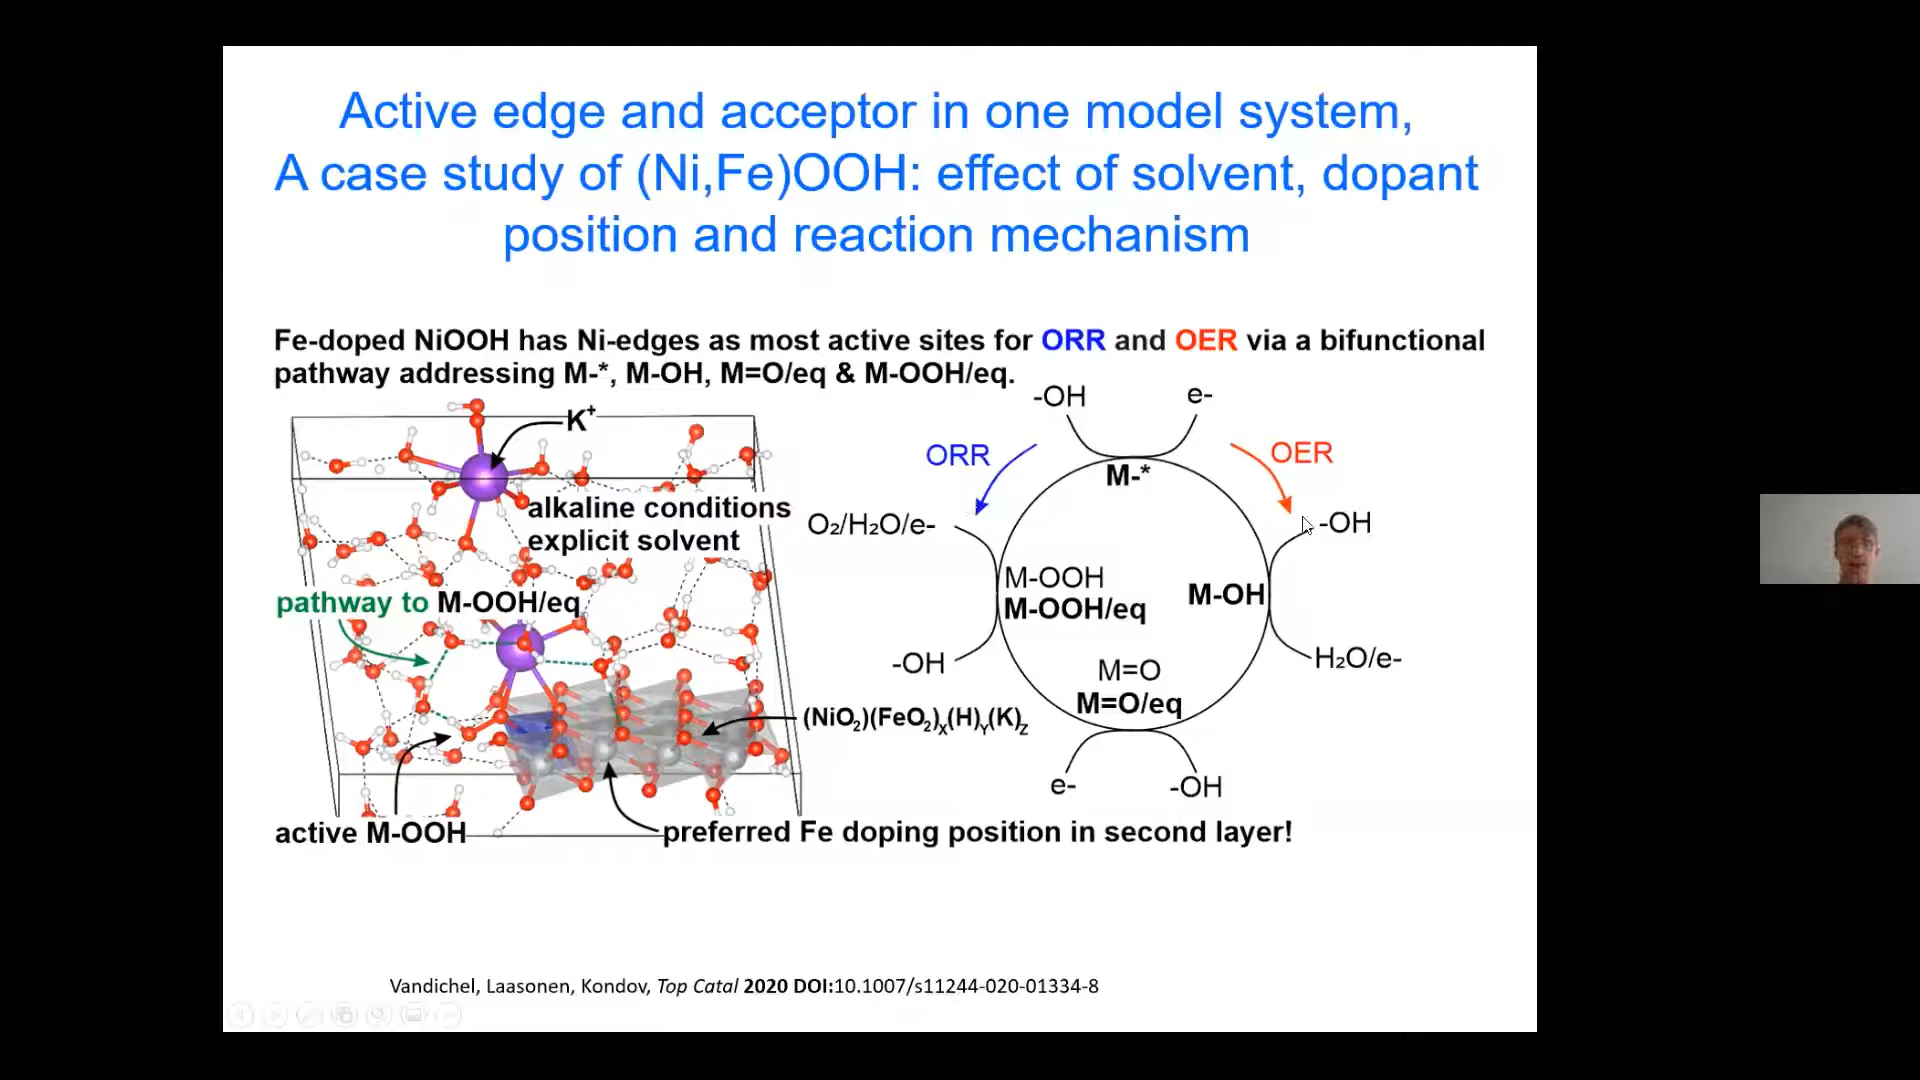 Active edge and acceptor in one model system,
A case study of (Ni,Fe)OOH: effect of solvent, dopant
position and reaction mechanism
Fe-doped NiOOH has Ni-edges as most active sites for ORR and OER via a bifunctional
pathway addressing M-*, M-OH, M=O/eq & M-OOH/eq.
K⁺
alkaline conditions
explicit solvent
pathway to M-OOH/eq
(NiO₂)(FeO₂)ₓ(H)ᵧ(K)z
active M-OOH
preferred Fe doping position in second layer!
-OH
e-
ORR
OER
M-*
O₂/H₂O/e-
-OH
M-OOH
M-OOH/eq
M-OH
-OH
H₂O/e-
M=O
M=O/eq
e-
-OH
Vandichel, Laasonen, Kondov, Top Catal 2020 DOI:10.1007/s11244-020-01334-8